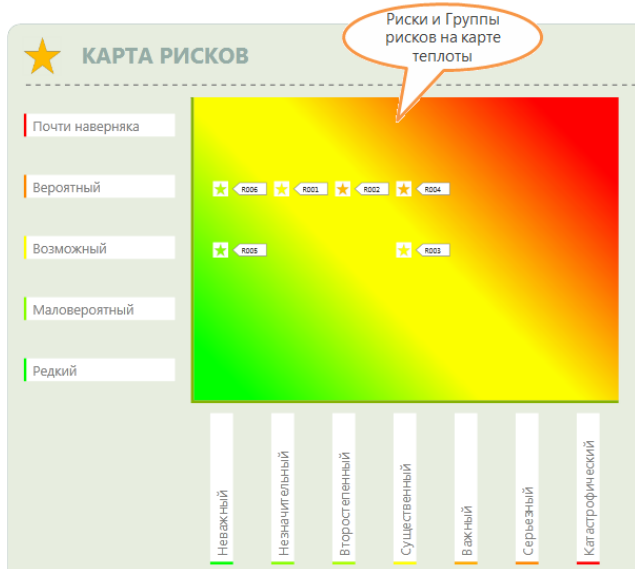 Риски и Группы
рисков на карте
теплоты
КАРТА РИСКОВ
Почти наверняка
Вероятный
R006
R001
R002
R004
Возможный
R005
R003
Маловероятный
Редкий
Неважный
Незначительный
Второстепенный
Существенный
Важный
Серьезный
Катастрофический